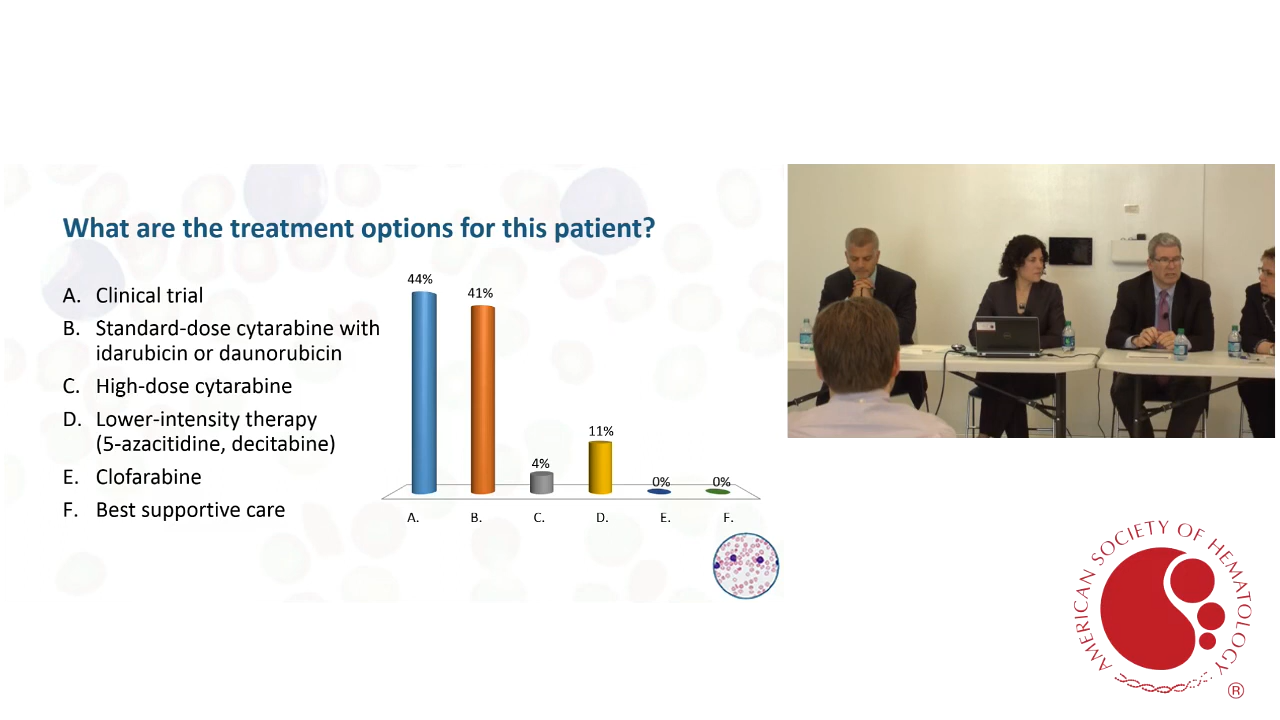 What are the treatment options for this patient?
A. Clinical trial
B. Standard-dose cytarabine with
idarubicin or daunorubicin
C. High-dose cytarabine
D. Lower-intensity therapy
(5-azacitidine, decitabine)
E. Clofarabine
F. Best supportive care
44%
41%
4%
11%
0%
0%
A.
B.
C.
D.
E.
F.
AMERICAN SOCIETY OF HEMATOLOGY
®